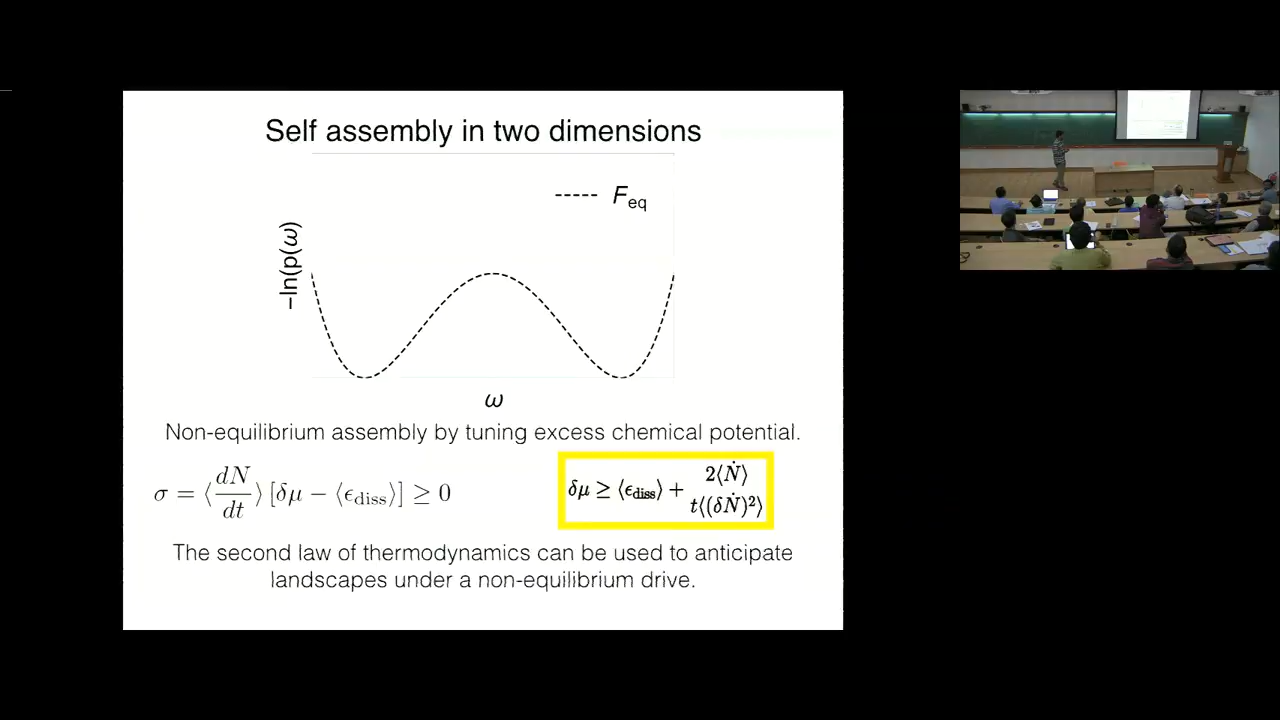 Self assembly in two dimensions
F_eq
−ln(p(ω))
ω
Non-equilibrium assembly by tuning excess chemical potential.
σ = ⟨dN/dt⟩ [δμ − ⟨ϵ_diss⟩] ≥ 0
δμ ≥ ⟨ϵ_diss⟩ + 2⟨Ṅ⟩ / t⟨(δṄ)²⟩
The second law of thermodynamics can be used to anticipate
landscapes under a non-equilibrium drive.